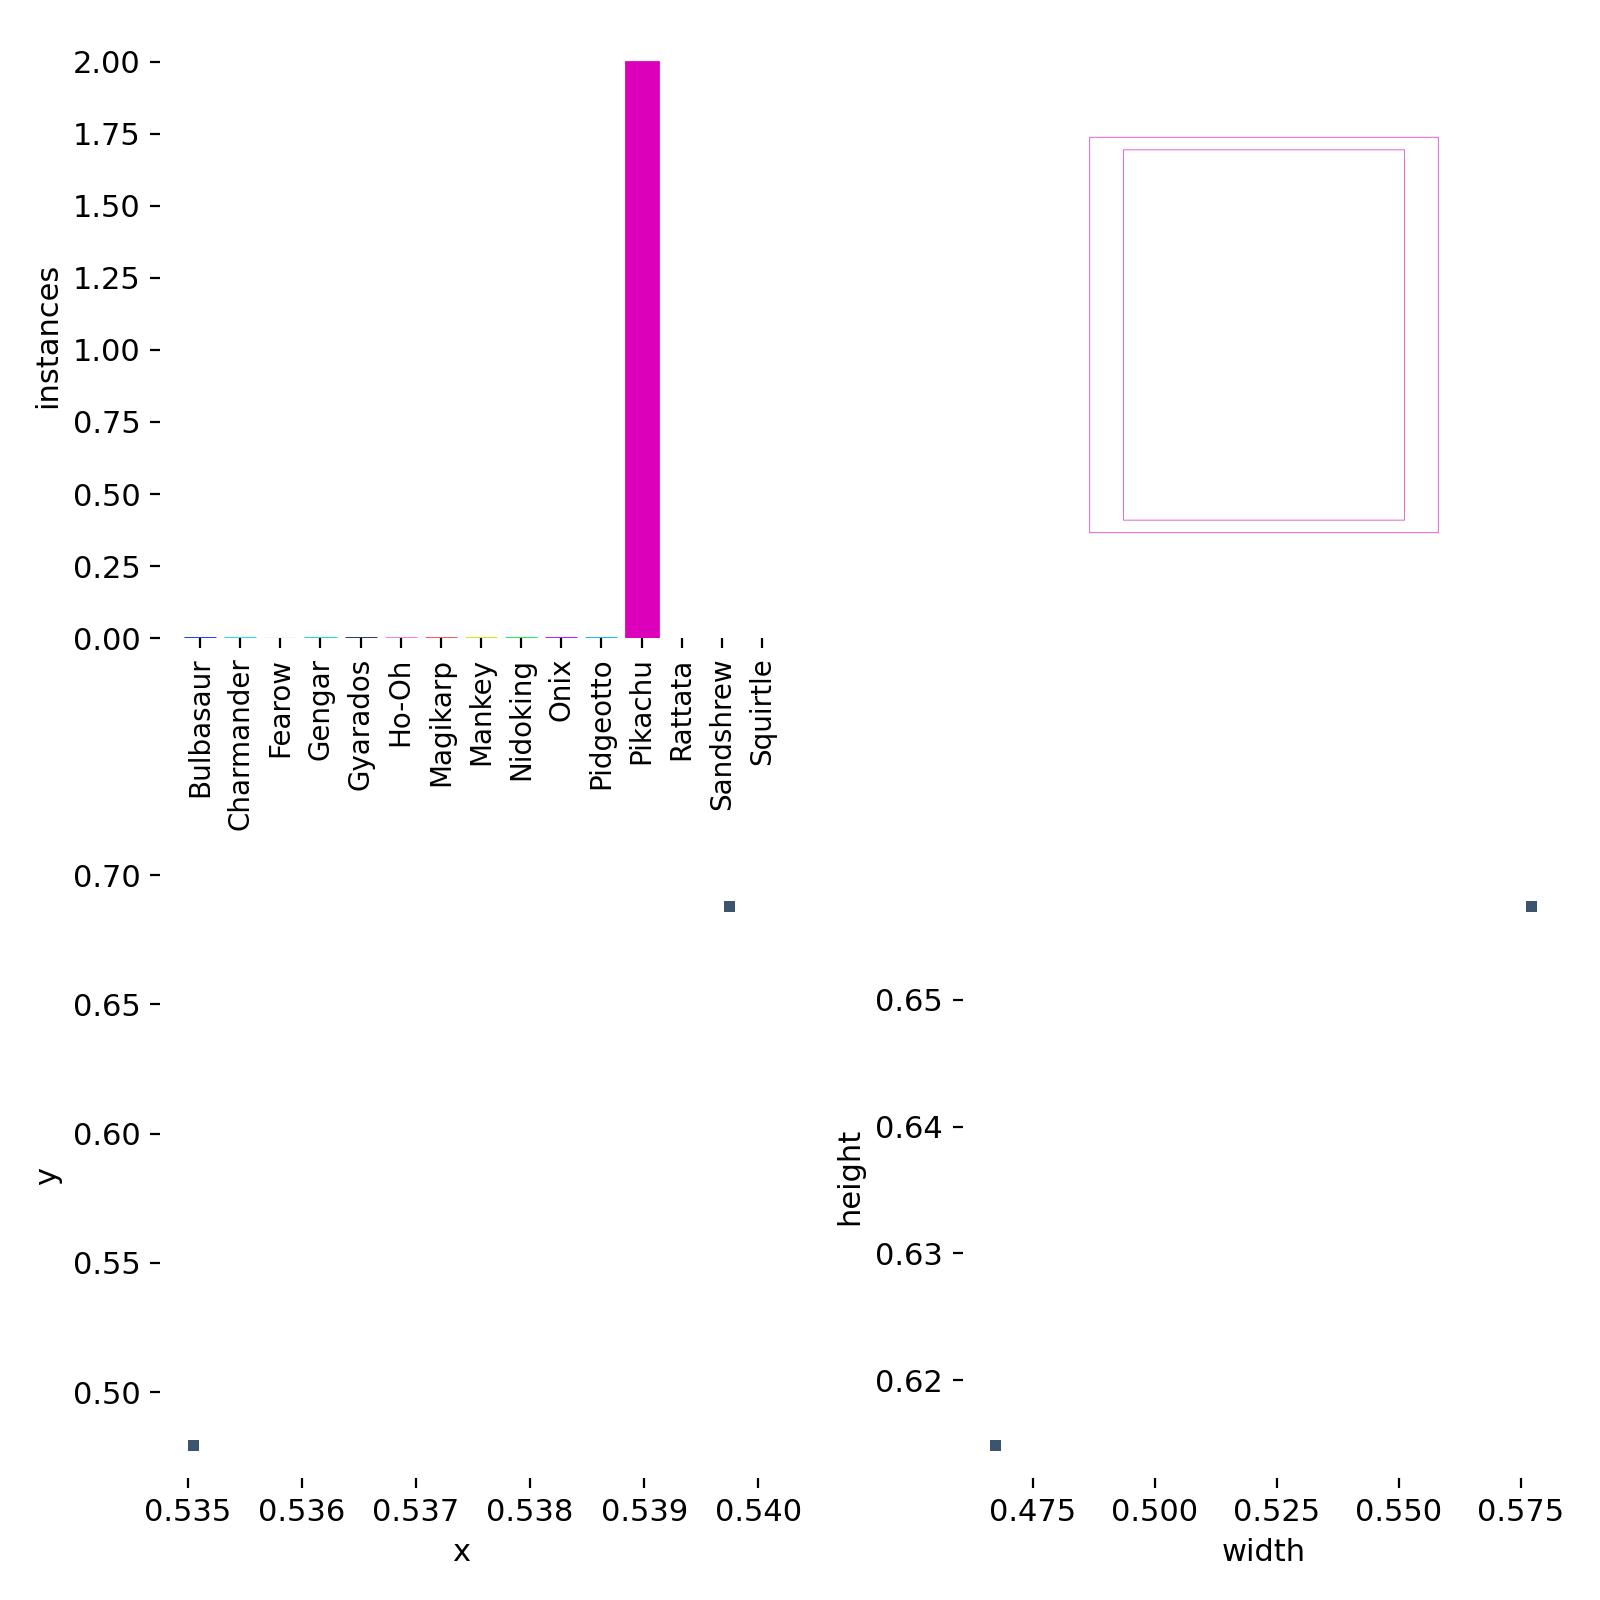 2.00
1.75
1.50
1.25
1.00
0.75
0.50
0.25
0.00
instances
Bulbasaur
Charmander
Fearow
Gengar
Gyarados
Ho-Oh
Magikarp
Mankey
Nidoking
Onix
Pidgeotto
Pikachu
Rattata
Sandshrew
Squirtle
0.70
0.65
0.60
0.55
0.50
y
0.535 0.536 0.537 0.538 0.539 0.540
x
0.65
0.64
0.63
0.62
height
0.475 0.500 0.525 0.550 0.575
width